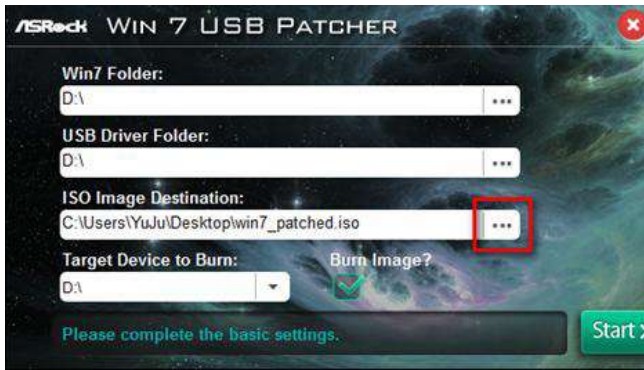 ASRock WIN 7 USB PATCHER
Win7 Folder:
D:\
...
USB Driver Folder:
D:\
...
ISO Image Destination:
C:\Users\YuJu\Desktop\win7_patched.iso
...
Target Device to Burn: Burn Image?
D:\
Please complete the basic settings.
Start